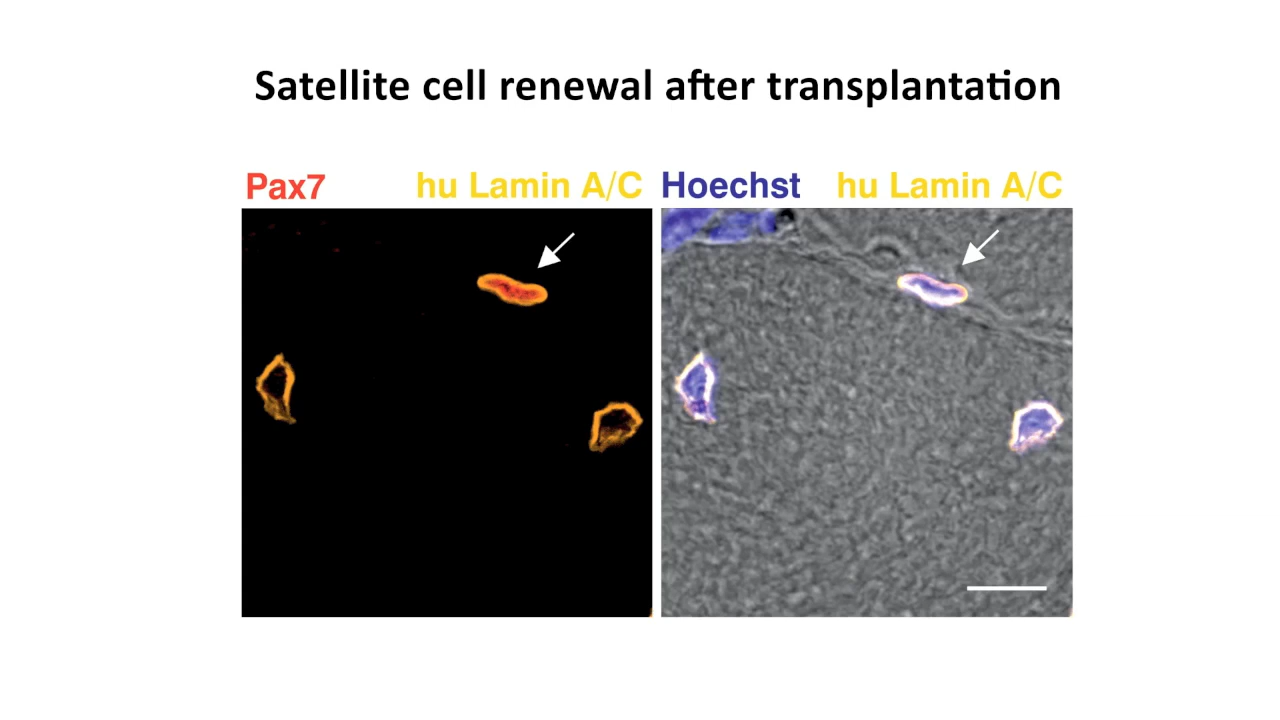 Satellite cell renewal after transplantation
Pax7 hu Lamin A/C Hoechst hu Lamin A/C